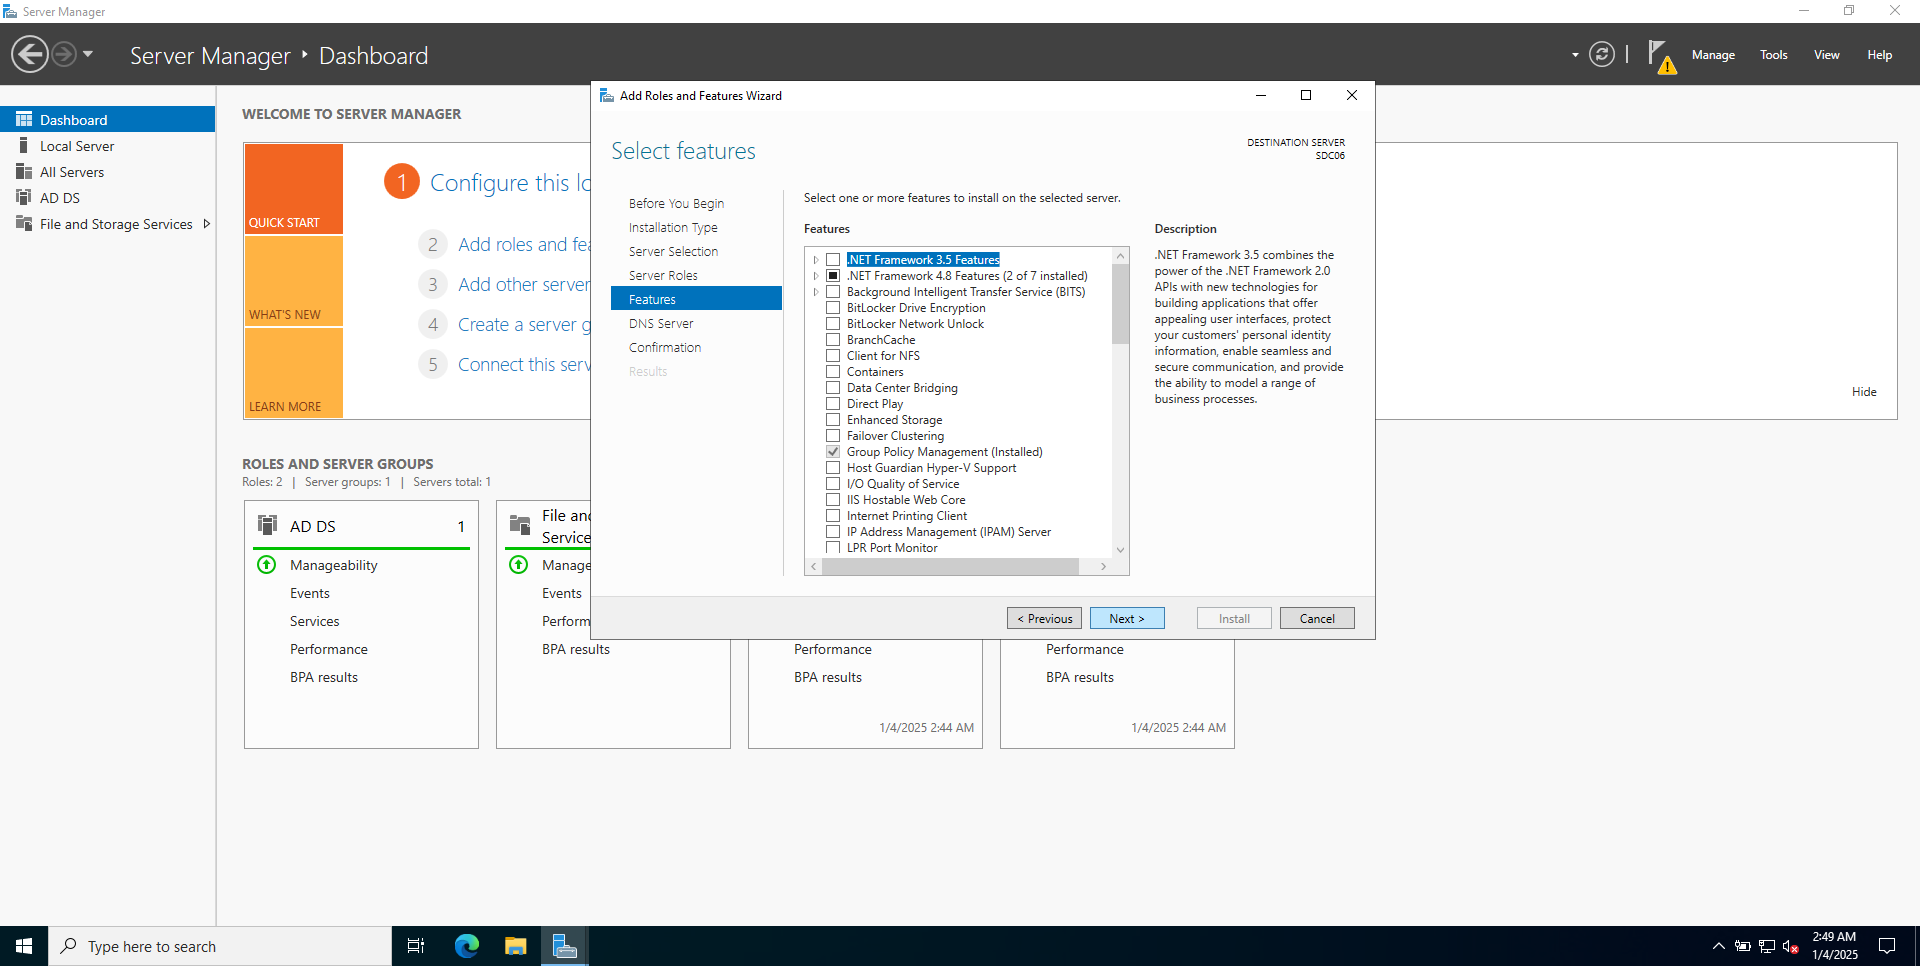 Server Manager
Server Manager ‣ Dashboard
Manage
Tools
View
Help
Dashboard
Local Server
All Servers
AD DS
File and Storage Services
WELCOME TO SERVER MANAGER
QUICK START
WHAT'S NEW
LEARN MORE
1 Configure this lo
2 Add roles and fea
3 Add other server
4 Create a server g
5 Connect this serv
Hide
ROLES AND SERVER GROUPS
Roles: 2 | Server groups: 1 | Servers total: 1
AD DS 1
Manageability
Events
Services
Performance
BPA results
File and
Service
Manage
Events
Perform
BPA results
Performance
BPA results
1/4/2025 2:44 AM
Performance
BPA results
1/4/2025 2:44 AM
Add Roles and Features Wizard
Select features
DESTINATION SERVER
SDC06
Before You Begin
Installation Type
Server Selection
Server Roles
Features
DNS Server
Confirmation
Results
Select one or more features to install on the selected server.
Features
.NET Framework 3.5 Features
.NET Framework 4.8 Features (2 of 7 installed)
Background Intelligent Transfer Service (BITS)
BitLocker Drive Encryption
BitLocker Network Unlock
BranchCache
Client for NFS
Containers
Data Center Bridging
Direct Play
Enhanced Storage
Failover Clustering
Group Policy Management (Installed)
Host Guardian Hyper-V Support
I/O Quality of Service
IIS Hostable Web Core
Internet Printing Client
IP Address Management (IPAM) Server
LPR Port Monitor
Description
.NET Framework 3.5 combines the
power of the .NET Framework 2.0
APIs with new technologies for
building applications that offer
appealing user interfaces, protect
your customers' personal identity
information, enable seamless and
secure communication, and provide
the ability to model a range of
business processes.
< Previous
Next >
Install
Cancel
Type here to search
2:49 AM
1/4/2025